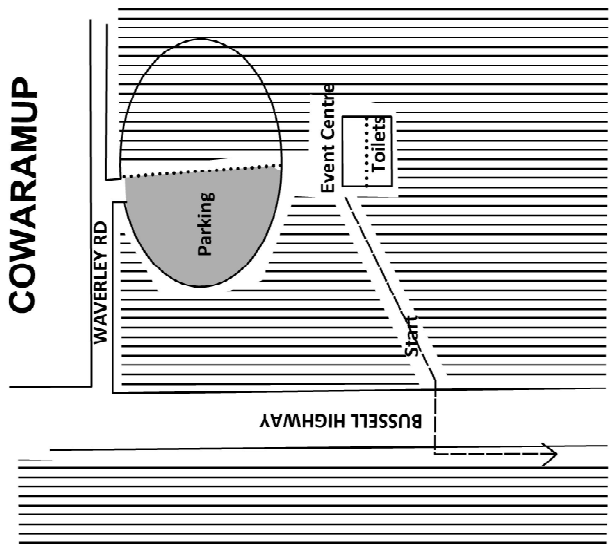 COWARAMUP
WAVERLEY RD
Parking
Event Centre
Toilets
Start
BUSSELL HIGHWAY